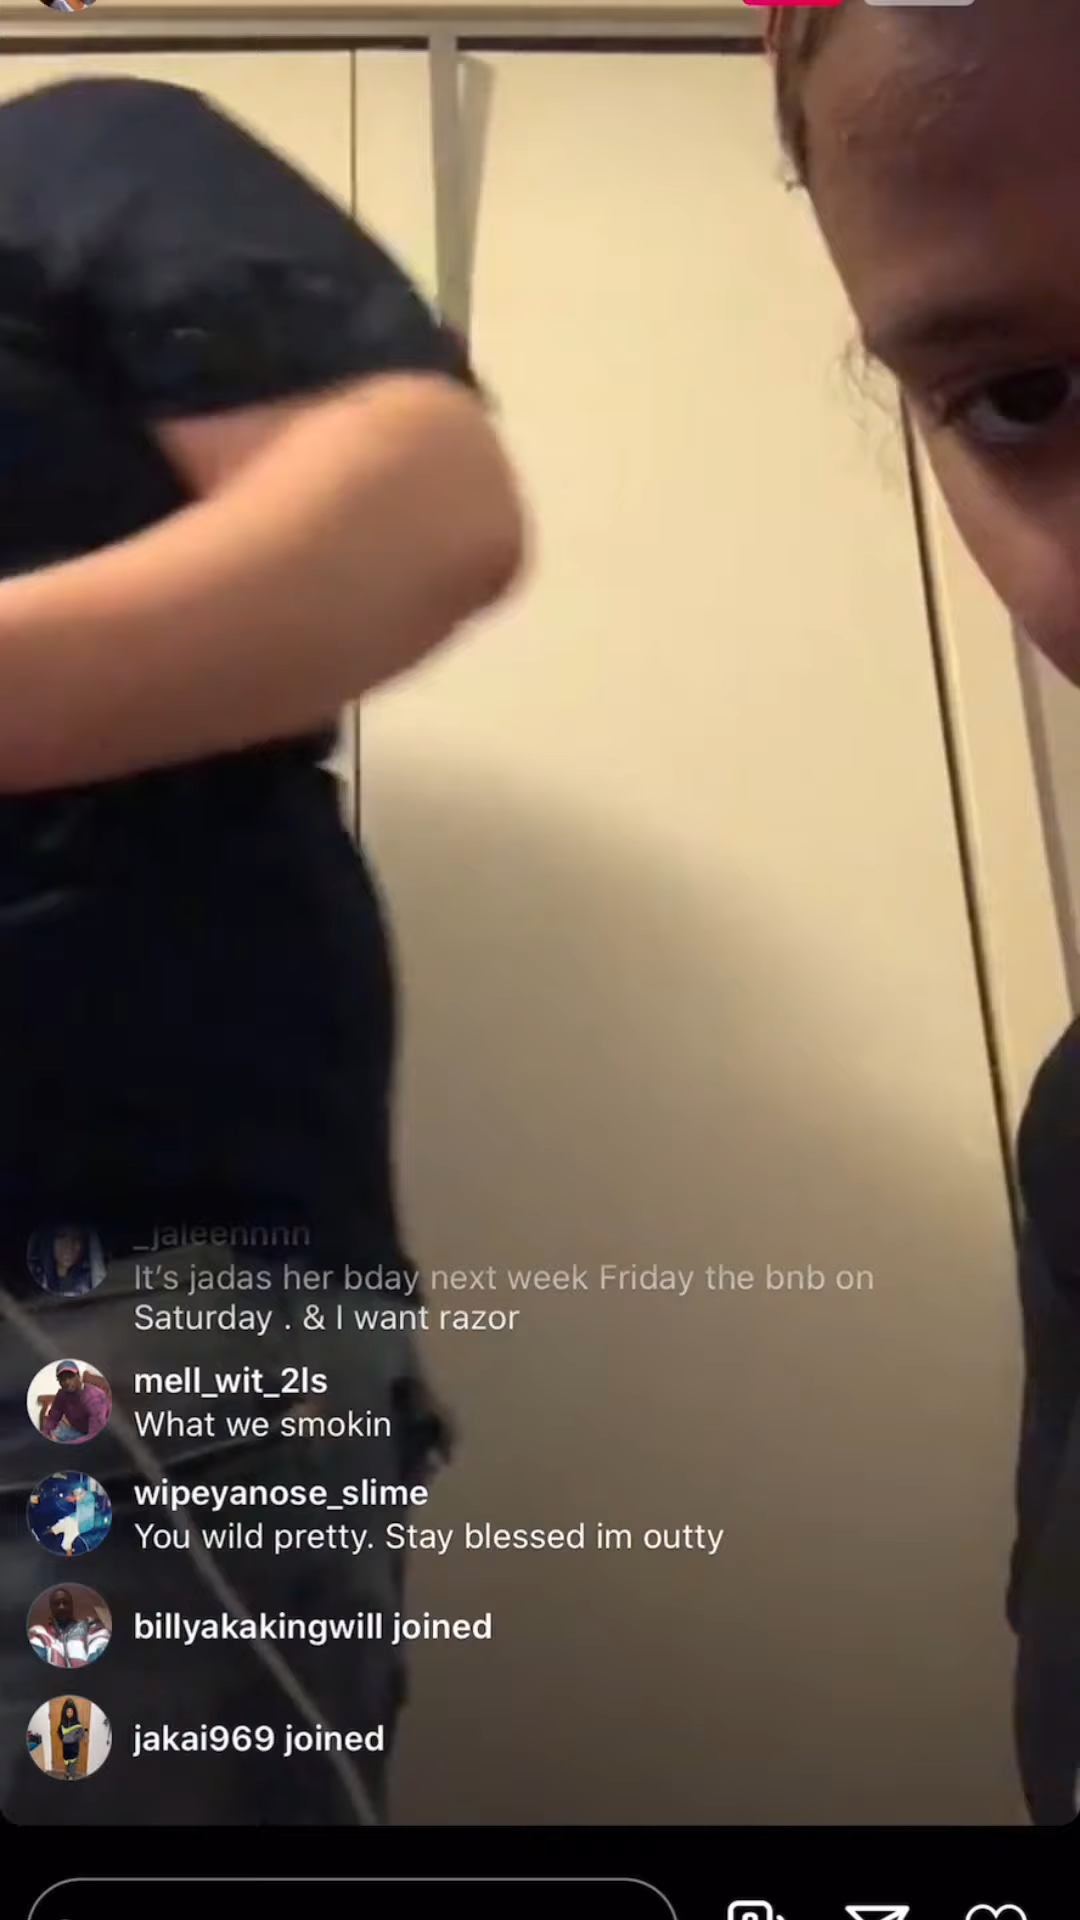 _jaleennnn
It's jadas her bday next week Friday the bnb on
Saturday . & I want razor
mell_wit_2ls
What we smokin
wipeyanose_slime
You wild pretty. Stay blessed im outty
billyakakingwill joined
jakai969 joined